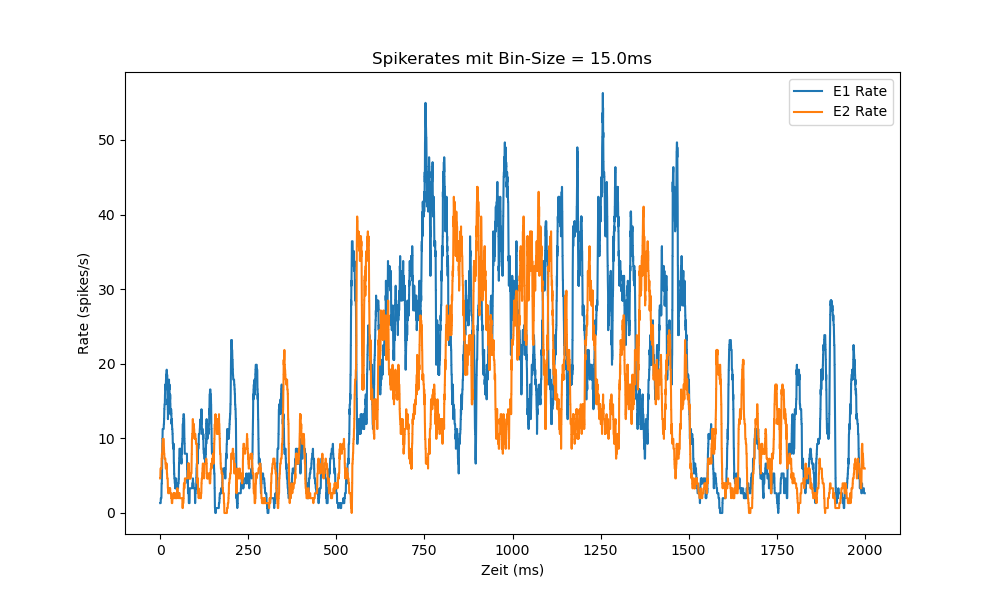 Spikerates mit Bin-Size = 15.0ms
E1 Rate
E2 Rate
Rate (spikes/s)
50
40
30
20
10
0
0 250 500 750 1000 1250 1500 1750 2000
Zeit (ms)